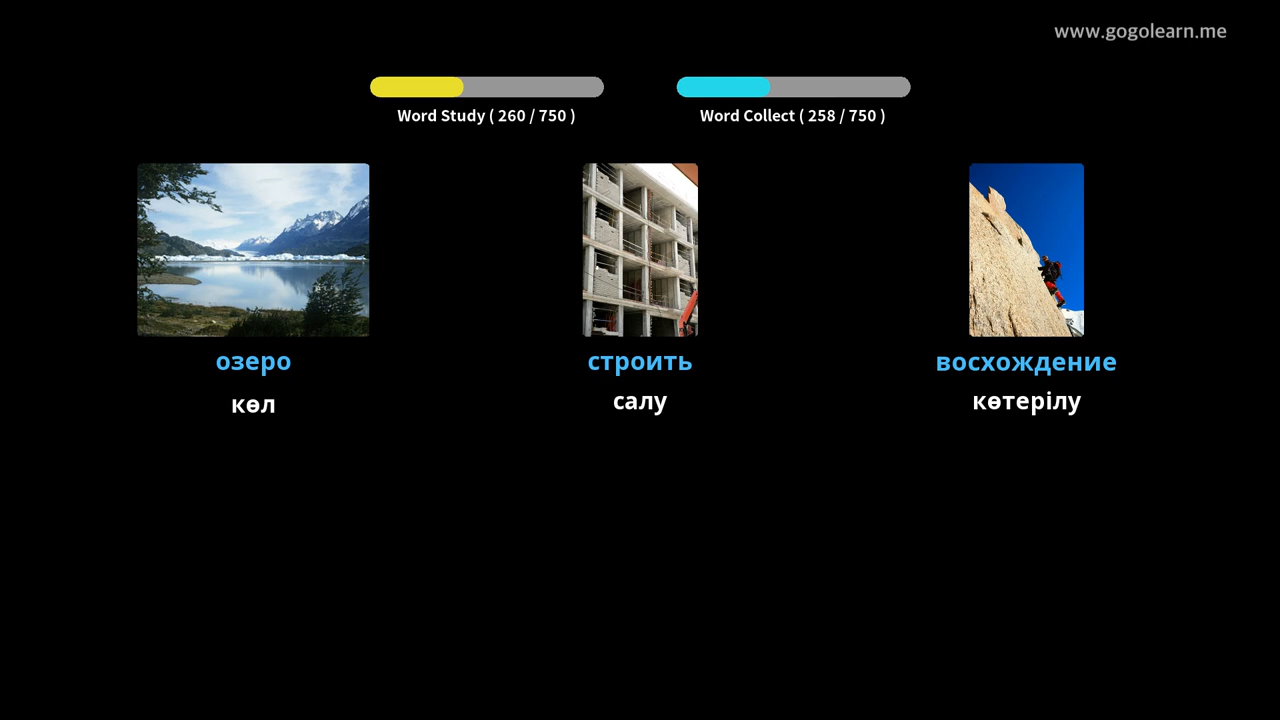 www.gogolearn.me
Word Study ( 260 / 750 )
Word Collect ( 258 / 750 )
озеро
строить
восхождение
көл
салу
көтерілу